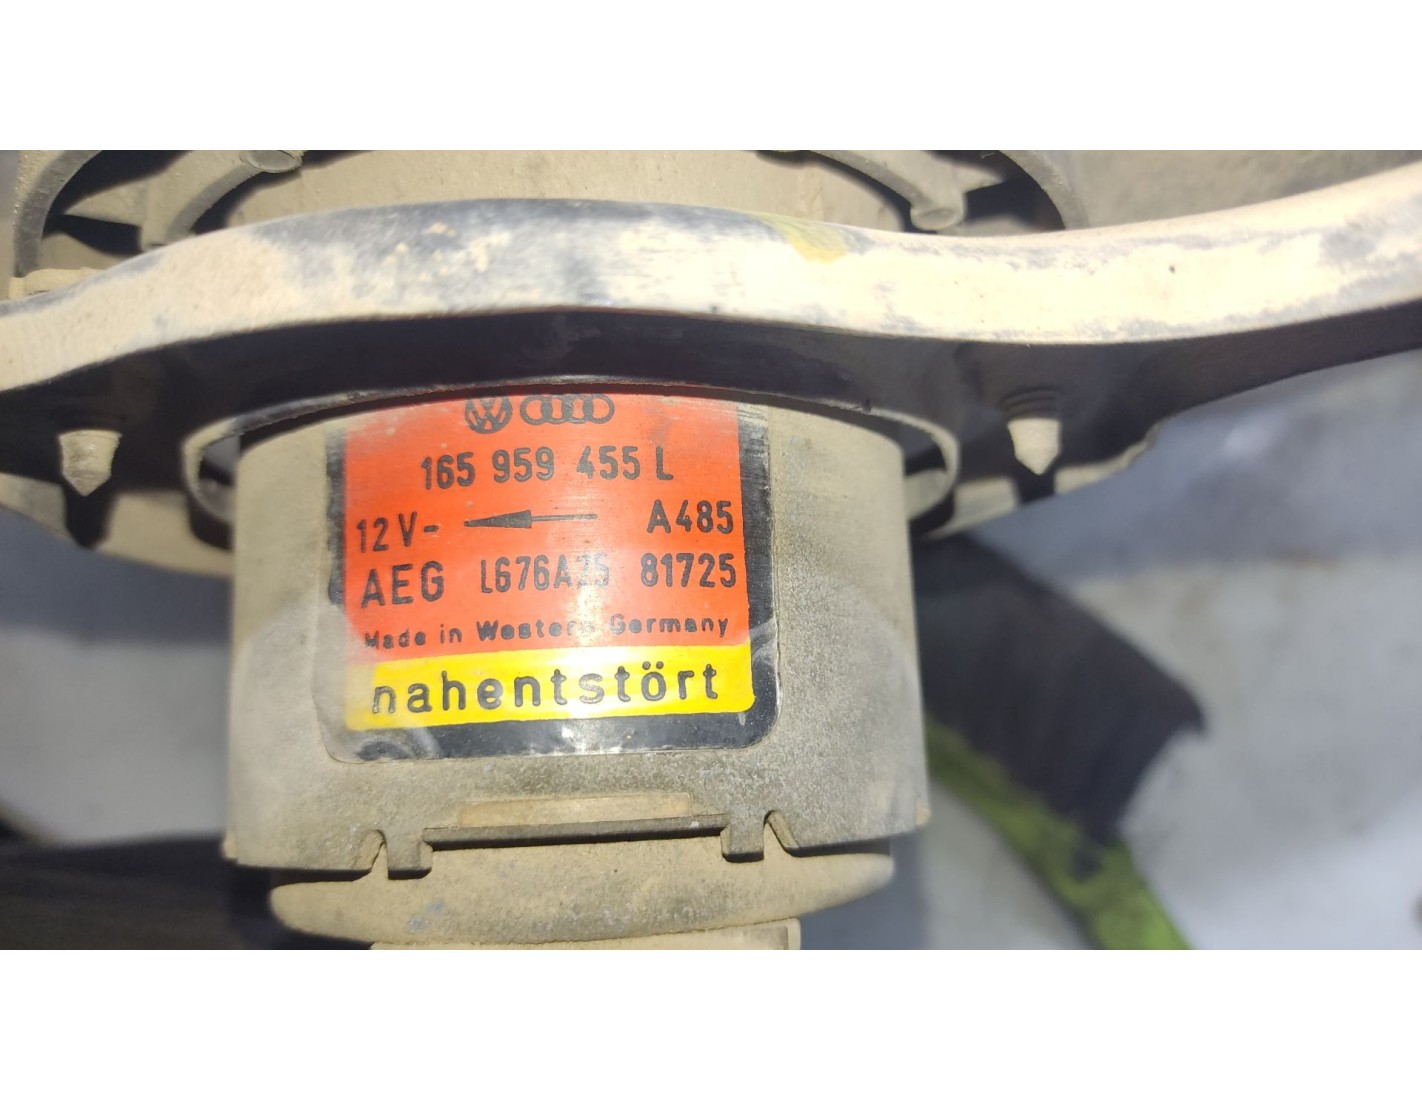 165 959 455 L
12V- A485
AEG L676A25 81725
Made in Western Germany
nahentstört